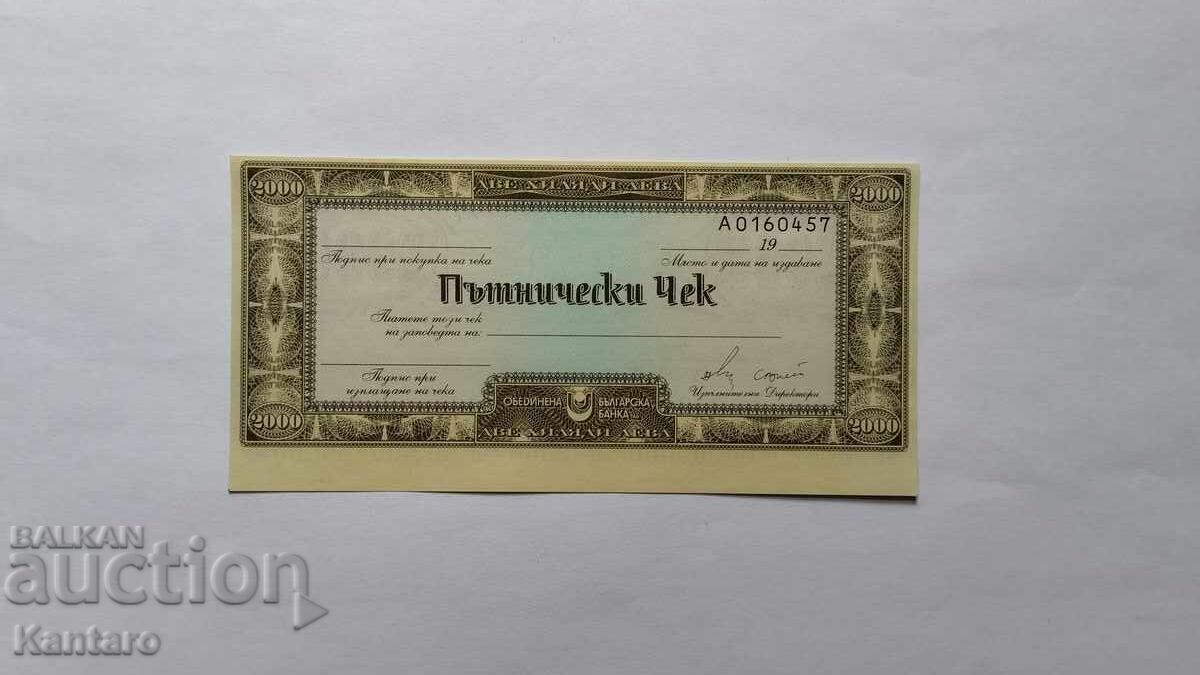 2000 ДВЕ ХИЛЯДИ ЛЕВА 2000
А0160457
19
Подпис при покупка на чека
Място и дата на издаване
Пътнически Чек
Платете този чек
на заповедта на:
Подпис при
изплащане на чека
Изпълнителни Директори
ОБЕДИНЕНА БЪЛГАРСКА
БАНКА
2000 ДВЕ ХИЛЯДИ ЛЕВА 2000
BALKAN
auction
Kantaro